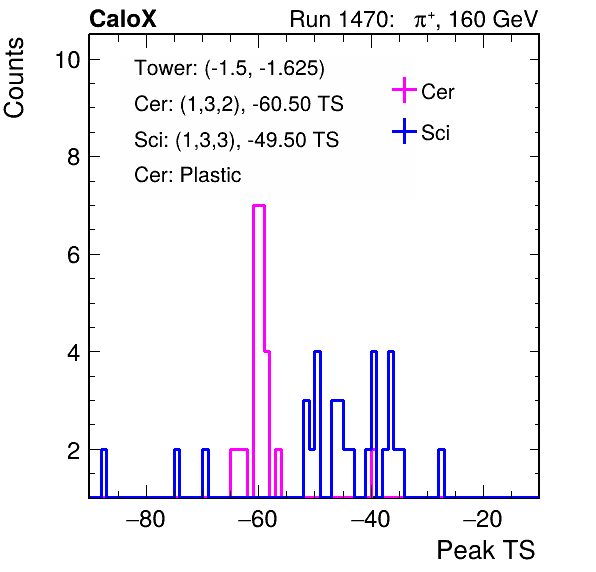 CaloX Run 1470: π⁺, 160 GeV
Counts
Tower: (-1.5, -1.625)
Cer: (1,3,2), -60.50 TS
Sci: (1,3,3), -49.50 TS
Cer: Plastic
Cer
Sci
10
8
6
4
2
−80 −60 −40 −20
Peak TS